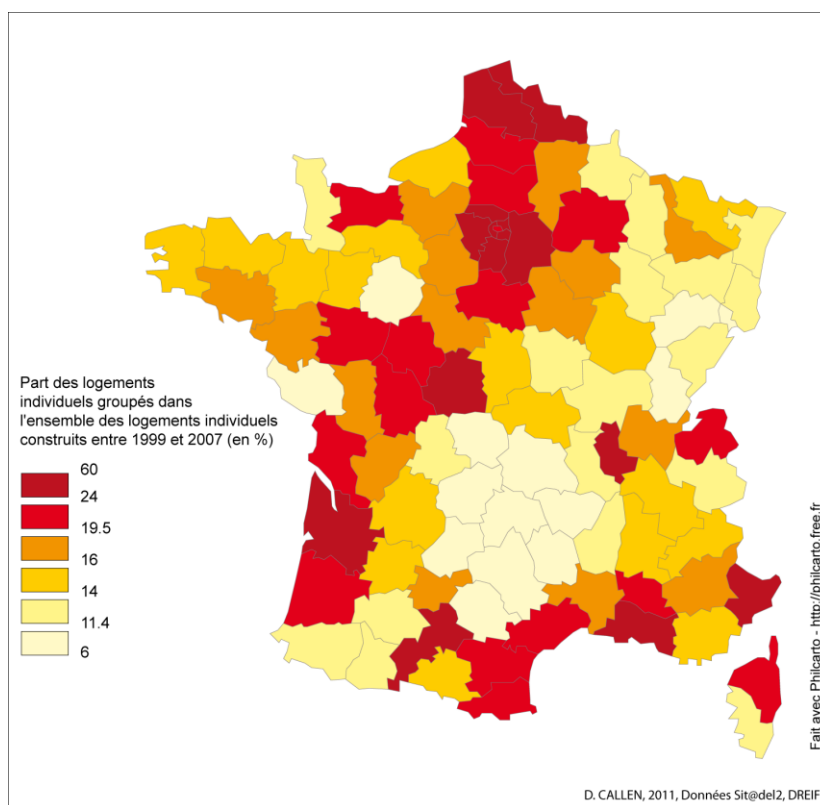 Part des logements
individuels groupés dans
l'ensemble des logements individuels
construits entre 1999 et 2007 (en %)
60
24
19.5
16
14
11.4
6
Fait avec Philcarto - http://philcarto.free.fr
D. CALLEN, 2011, Données Sit@del2, DREIF